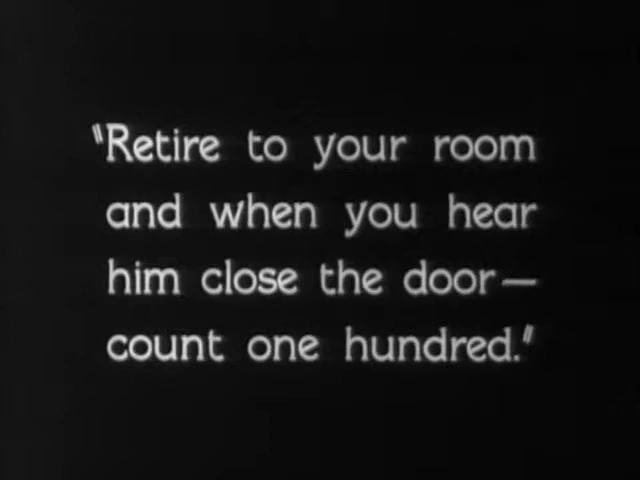 "Retire to your room
and when you hear
him close the door—
count one hundred."